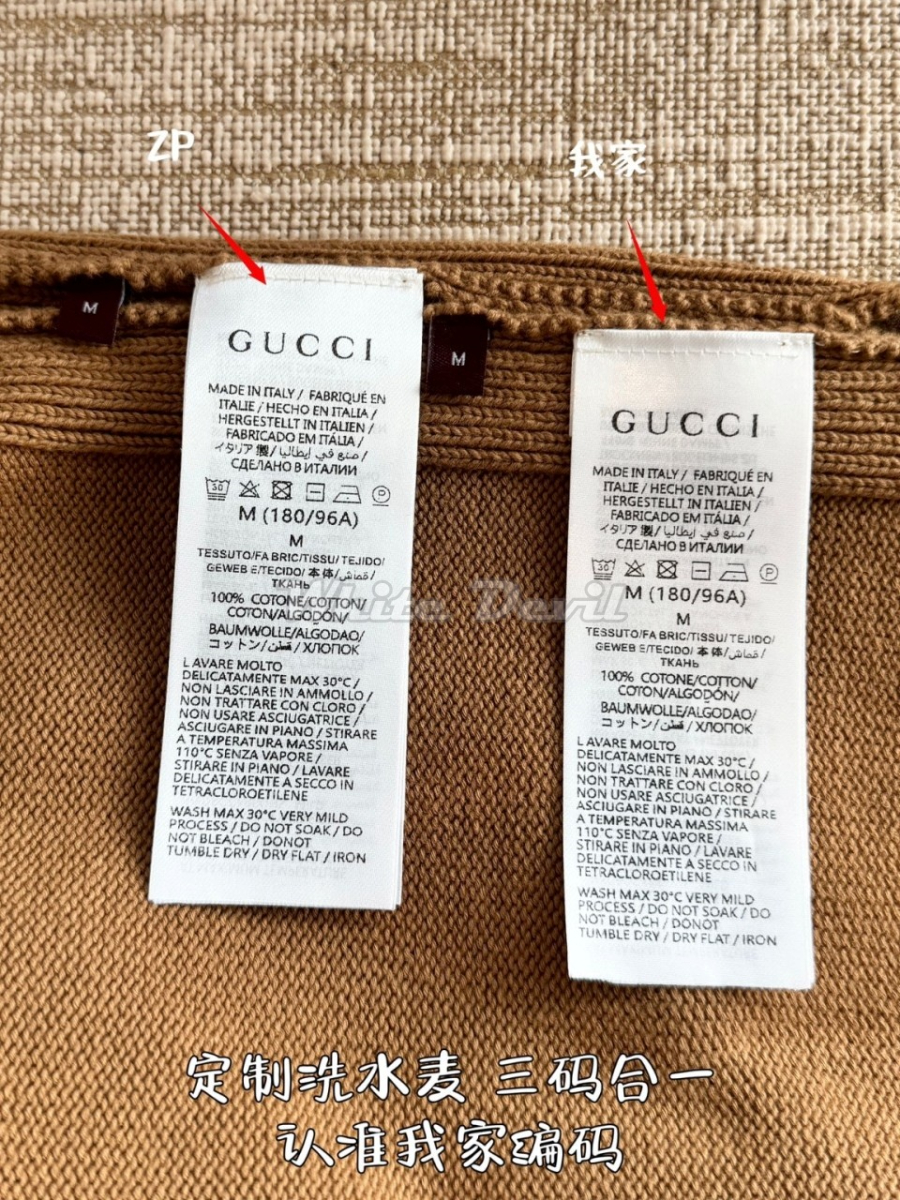 ZP
我家
M
GUCCI
MADE IN ITALY / FABRIQUÉ EN
ITALIE / HECHO EN ITALIA /
HERGESTELLT IN ITALIEN /
FABRICADO EM ITÁLIA /
イタリア製 / صنع في إيطاليا /
СДЕЛАНО В ИТАЛИИ
30
P
M (180/96A)
M
TESSUTO/FA BRIC/TISSU/ TEJIDO/
GEWEB E/TECIDO/ 本体/قماش/
ТКАНЬ
100% COTONE/COTTON/
COTON/ALGODÓN/
BAUMWOLLE/ALGODAO/
コットン/قطن/ХЛОПОК
LAVARE MOLTO
DELICATAMENTE MAX 30°C /
NON LASCIARE IN AMMOLLO /
NON TRATTARE CON CLORO /
NON USARE ASCIUGATRICE /
ASCIUGARE IN PIANO / STIRARE
A TEMPERATURA MASSIMA
110°C SENZA VAPORE /
STIRARE IN PIANO / LAVARE
DELICATAMENTE A SECCO IN
TETRACLOROETILENE
WASH MAX 30°C VERY MILD
PROCESS / DO NOT SOAK / DO
NOT BLEACH / DONOT
TUMBLE DRY / DRY FLAT / IRON
M
GUCCI
MADE IN ITALY / FABRIQUÉ EN
ITALIE / HECHO EN ITALIA /
HERGESTELLT IN ITALIEN /
FABRICADO EM ITÁLIA /
イタリア製 / صنع في إيطاليا /
СДЕЛАНО В ИТАЛИИ
30
P
M (180/96A)
M
TESSUTO/FA BRIC/TISSU/ TEJIDO/
GEWEB E/TECIDO/ 本体/قماش/
ТКАНЬ
100% COTONE/COTTON/
COTON/ALGODÓN/
BAUMWOLLE/ALGODAO/
コットン/قطن/ХЛОПОК
LAVARE MOLTO
DELICATAMENTE MAX 30°C /
NON LASCIARE IN AMMOLLO /
NON TRATTARE CON CLORO /
NON USARE ASCIUGATRICE /
ASCIUGARE IN PIANO / STIRARE
A TEMPERATURA MASSIMA
110°C SENZA VAPORE /
STIRARE IN PIANO / LAVARE
DELICATAMENTE A SECCO IN
TETRACLOROETILENE
WASH MAX 30°C VERY MILD
PROCESS / DO NOT SOAK / DO
NOT BLEACH / DONOT
TUMBLE DRY / DRY FLAT / IRON
White Devil
定制洗水麦 三码合一
认准我家编码